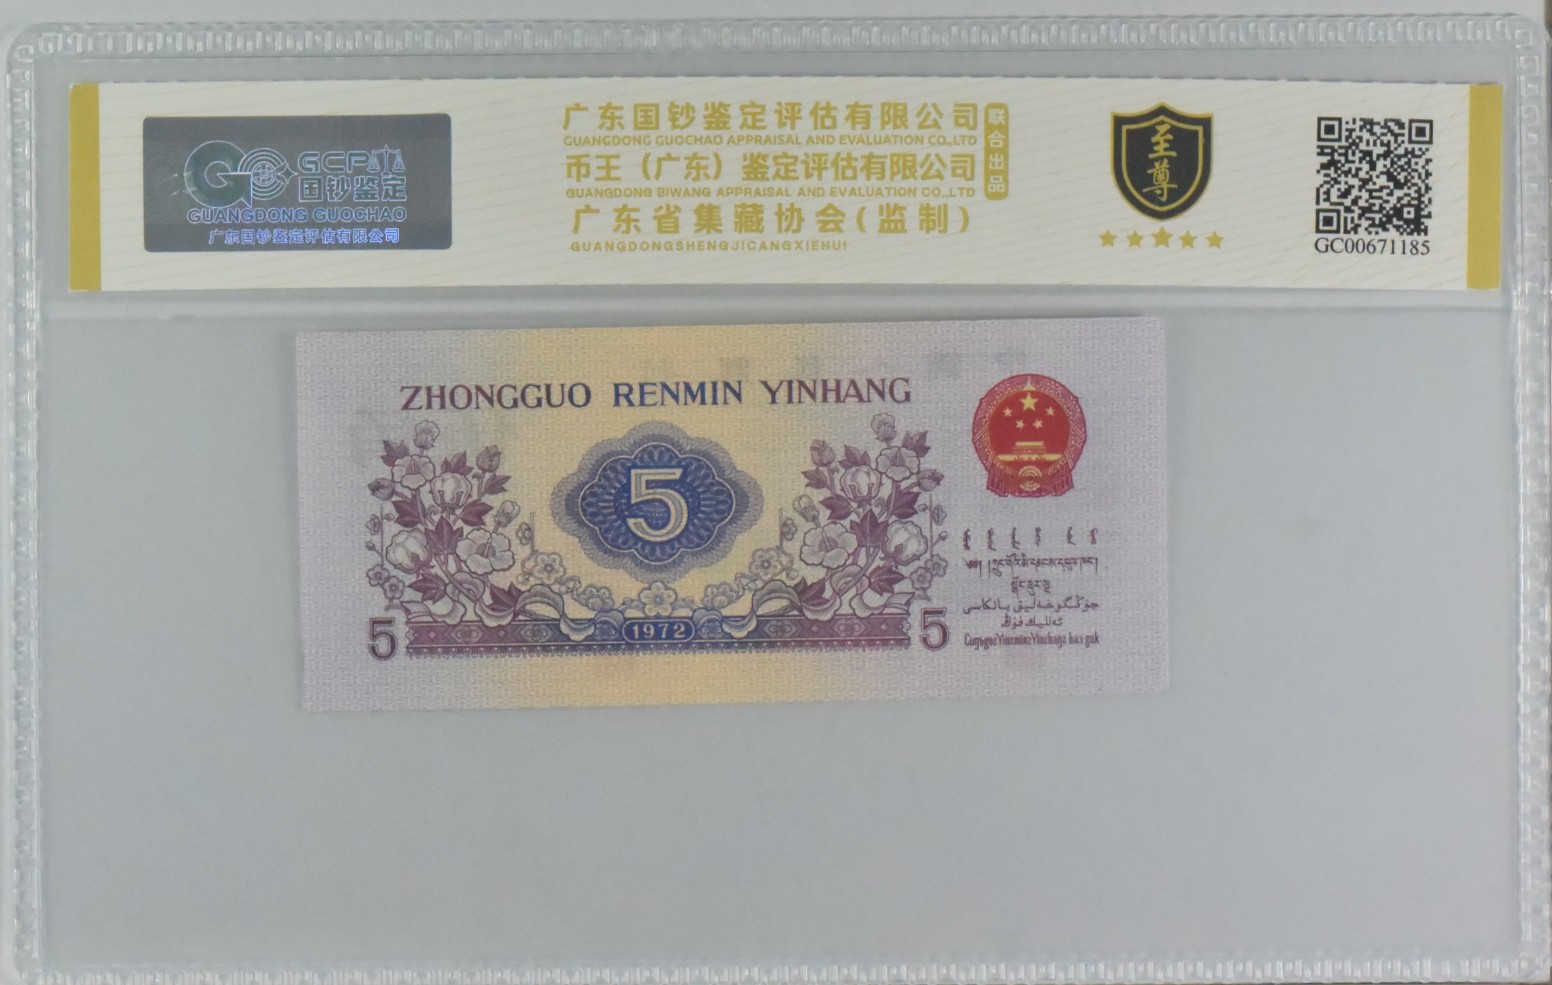 GCP
国钞鉴定
GUANGDONG GUOCHAO
广东国钞鉴定评估有限公司
广东国钞鉴定评估有限公司
GUANGDONG GUOCHAO APPRAISAL AND EVALUATION CO.,LTD
币王（广东）鉴定评估有限公司
GUANGDONG BIWANG APPRAISAL AND EVALUATION CO.,LTD
广东省集藏协会(监制)
GUANGDONGSHENGJICANGXIEHUI
联合出品
至尊
GC00671185
ZHONGGUO RENMIN YINHANG
5
1972
5
5
جۇڭگو خەلىق بانكاسى